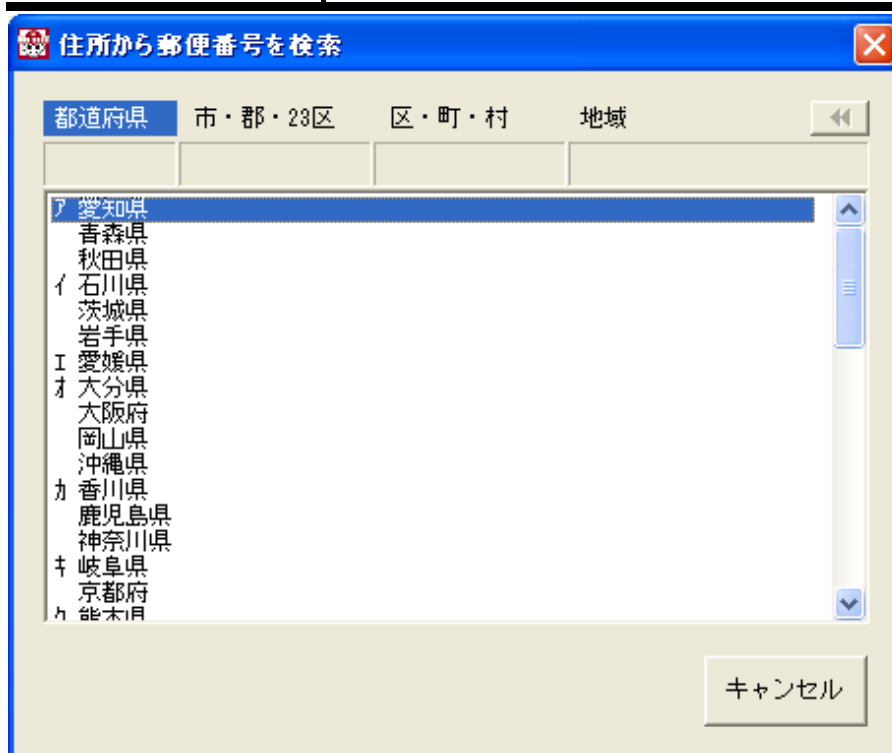 住所から郵便番号を検索
都道府県 市・郡・23区 区・町・村 地域
ｱ 愛知県
青森県
秋田県
ｲ 石川県
茨城県
岩手県
ｴ 愛媛県
ｵ 大分県
大阪府
岡山県
沖縄県
ｶ 香川県
鹿児島県
神奈川県
ｷ 岐阜県
京都府
ｸ 熊本県
キャンセル